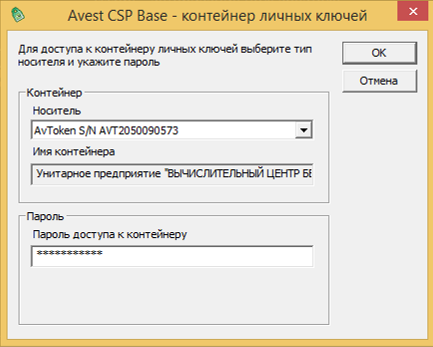 Avest CSP Base - контейнер личных ключей
Для доступа к контейнеру личных ключей выберите тип
носителя и укажите пароль
OK
Отмена
Контейнер
Носитель
AvToken S/N AVT2050090573
Имя контейнера
Унитарное предприятие "ВЫЧИСЛИТЕЛЬНЫЙ ЦЕНТР
Пароль
Пароль доступа к контейнеру
***********